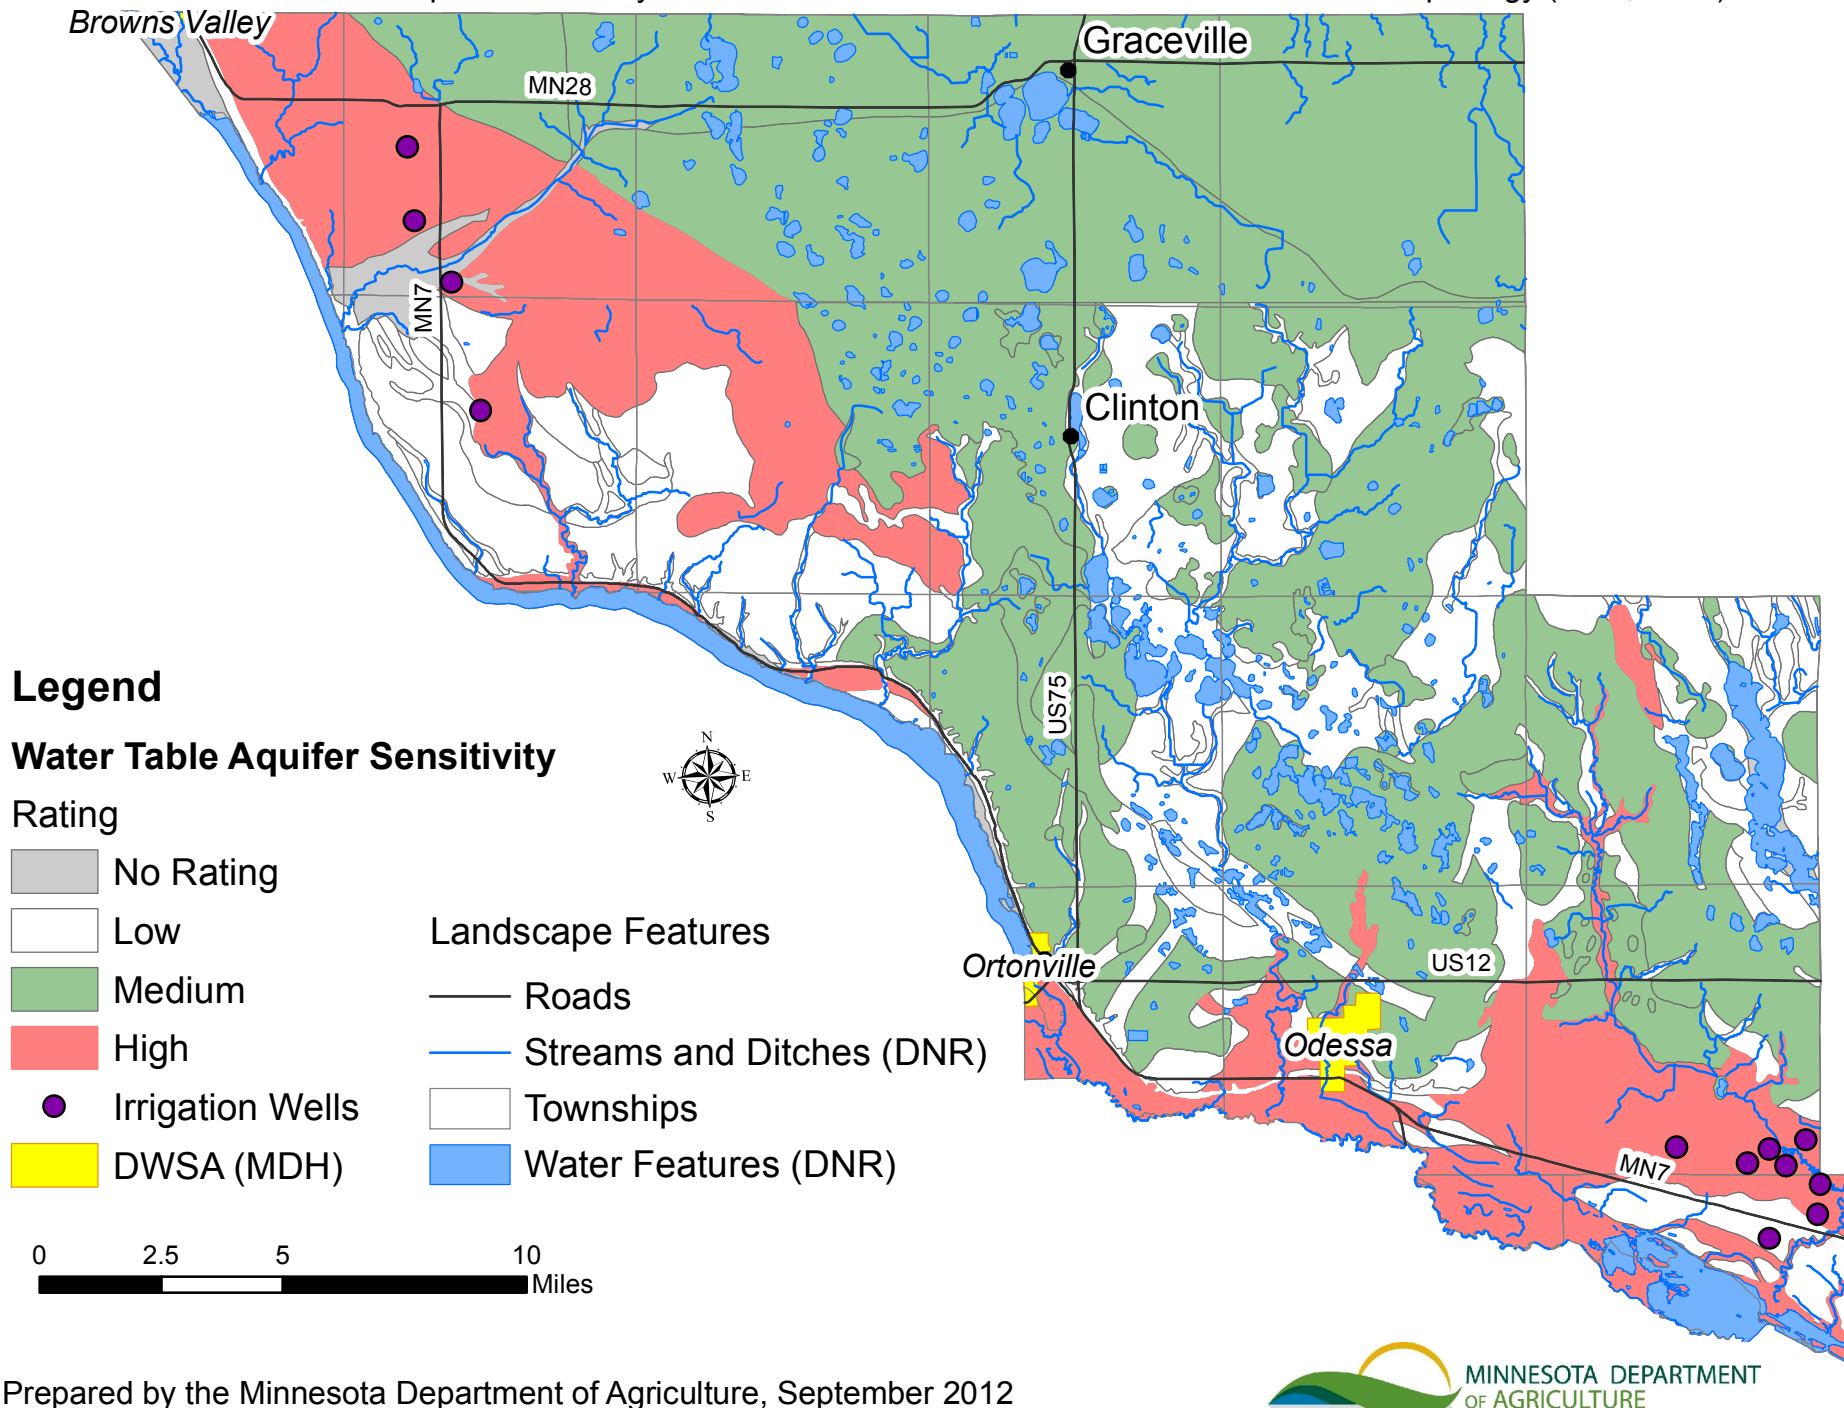 Browns Valley
Graceville
MN28
MN7
Clinton
US75
Legend
Water Table Aquifer Sensitivity
Rating
No Rating
Low
Medium
High
Irrigation Wells
DWSA (MDH)
Landscape Features
Roads
Streams and Ditches (DNR)
Townships
Water Features (DNR)
N
W E
S
Ortonville
US12
Odessa
MN7
0 2.5 5 10
Miles
Prepared by the Minnesota Department of Agriculture, September 2012
MINNESOTA DEPARTMENT
OF AGRICULTURE